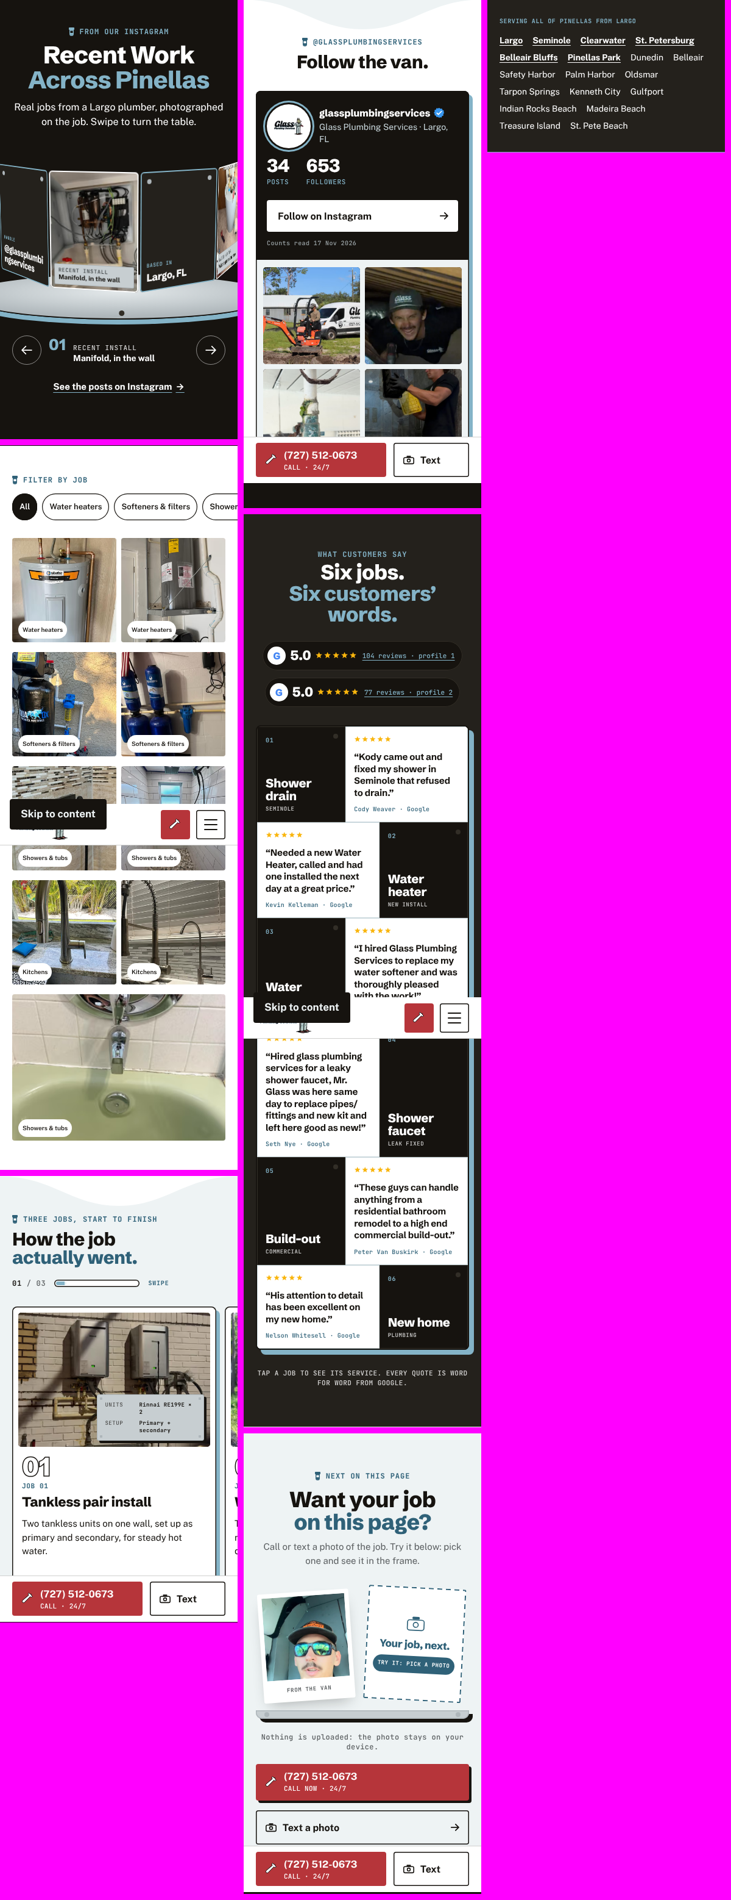 FROM OUR INSTAGRAM
Recent Work
Across Pinellas
Real jobs from a Largo plumber, photographed
on the job. Swipe to turn the table.
@glassplumbi
ngservices
RECENT INSTALL
Manifold, in the wall
BASED IN
Largo, FL
01
RECENT INSTALL
Manifold, in the wall
See the posts on Instagram →
FILTER BY JOB
All
Water heaters
Softeners & filters
Shower
Water heaters
Water heaters
Softeners & filters
Softeners & filters
Skip to content
Showers & tubs
Showers & tubs
Kitchens
Kitchens
Showers & tubs
THREE JOBS, START TO FINISH
How the job
actually went.
01 / 03
SWIPE
UNITS
Rinnai RE199E ×
2
SETUP
Primary +
secondary
01
JOB 01
Tankless pair install
Two tankless units on one wall, set up as
primary and secondary, for steady hot
water.
(727) 512-0673
CALL · 24/7
Text
@GLASSPLUMBINGSERVICES
Follow the van.
Glass
glassplumbingservices
Glass Plumbing Services · Largo,
FL
34
POSTS
653
FOLLOWERS
Follow on Instagram →
Counts read 17 Nov 2026
(727) 512-0673
CALL · 24/7
Text
WHAT CUSTOMERS SAY
Six jobs.
Six customers’
words.
G 5.0 ★★★★★ 104 reviews · profile 1
G 5.0 ★★★★★ 77 reviews · profile 2
01
Shower
drain
SEMINOLE
★★★★★
“Kody came out and
fixed my shower in
Seminole that refused
to drain.”
Cody Weaver · Google
★★★★★
“Needed a new Water
Heater, called and had
one installed the next
day at a great price.”
Kevin Kelleman · Google
02
Water
heater
NEW INSTALL
03
Water
★★★★★
“I hired Glass Plumbing
Services to replace my
water softener and was
thoroughly pleased
with the work!”
Skip to content
“Hired glass plumbing
services for a leaky
shower faucet, Mr.
Glass was here same
day to replace pipes/
fittings and new kit and
left here good as new!”
Seth Nye · Google
04
Shower
faucet
LEAK FIXED
05
Build-out
COMMERCIAL
★★★★★
“These guys can handle
anything from a
residential bathroom
remodel to a high end
commercial build-out.”
Peter Van Buskirk · Google
★★★★★
“His attention to detail
has been excellent on
my new home.”
Nelson Whitesell · Google
06
New home
PLUMBING
TAP A JOB TO SEE ITS SERVICE. EVERY QUOTE IS WORD
FOR WORD FROM GOOGLE.
NEXT ON THIS PAGE
Want your job
on this page?
Call or text a photo of the job. Try it below: pick
one and see it in the frame.
FROM THE VAN
Your job, next.
TRY IT: PICK A PHOTO
Nothing is uploaded: the photo stays on your
device.
(727) 512-0673
CALL NOW · 24/7
Text a photo →
(727) 512-0673
CALL · 24/7
Text
SERVING ALL OF PINELLAS FROM LARGO
Largo Seminole Clearwater St. Petersburg
Belleair Bluffs Pinellas Park Dunedin Belleair
Safety Harbor Palm Harbor Oldsmar
Tarpon Springs Kenneth City Gulfport
Indian Rocks Beach Madeira Beach
Treasure Island St. Pete Beach